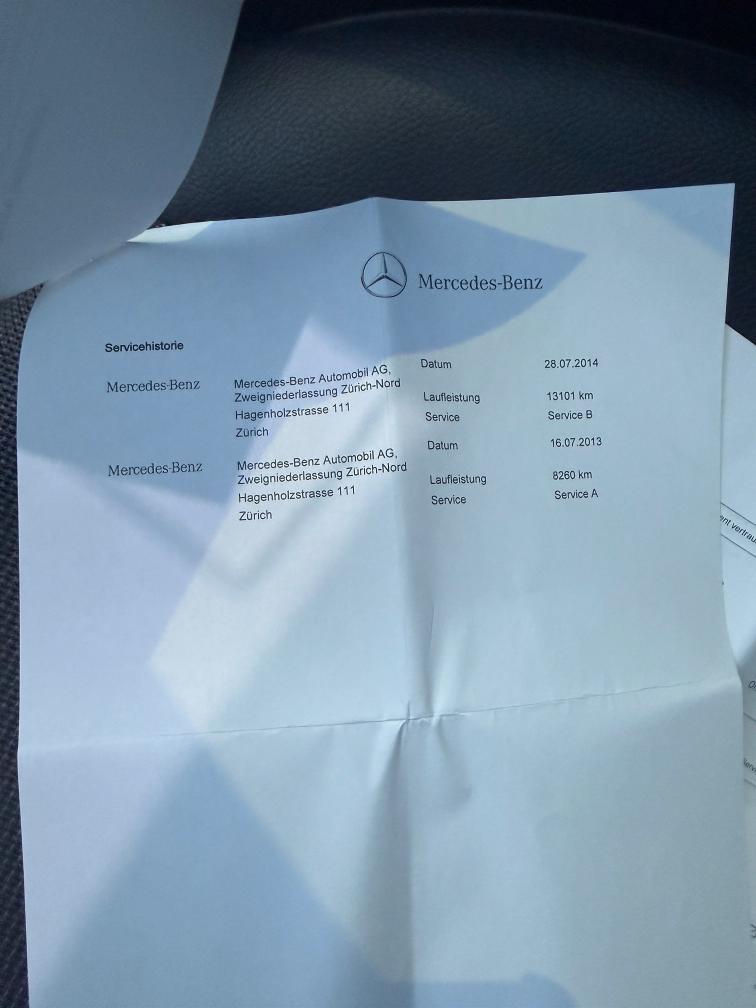 Mercedes-Benz
Servicehistorie
Mercedes-Benz
Mercedes-Benz Automobil AG,
Zweigniederlassung Zürich-Nord
Hagenholzstrasse 111
Zürich
Datum 28.07.2014
Laufleistung 13101 km
Service Service B
Mercedes-Benz
Mercedes-Benz Automobil AG,
Zweigniederlassung Zürich-Nord
Hagenholzstrasse 111
Zürich
Datum 16.07.2013
Laufleistung 8260 km
Service Service A